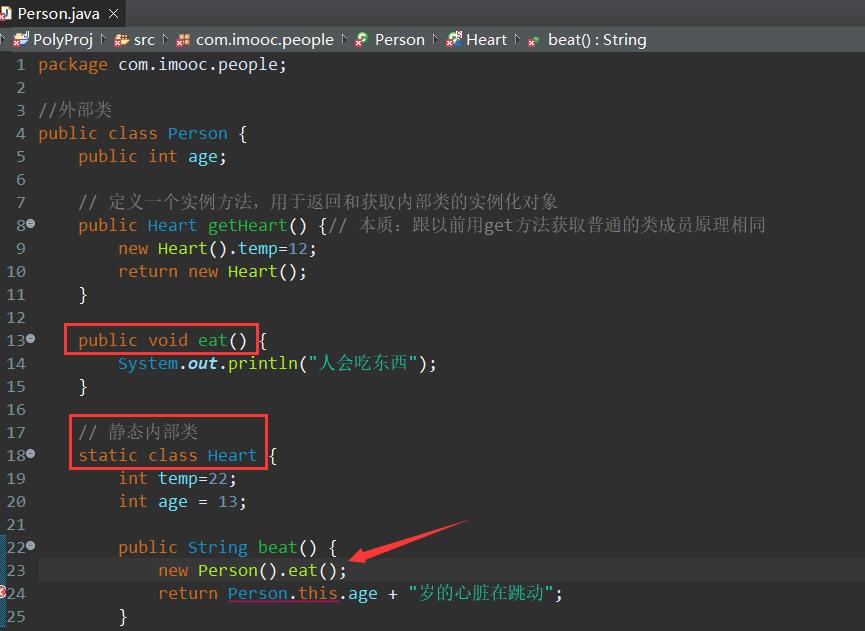 Person.java
PolyProj src com.imooc.people Person Heart beat() : String
1 package com.imooc.people;
2
3 //外部类
4 public class Person {
5 public int age;
6
7 // 定义一个实例方法，用于返回和获取内部类的实例化对象
8 public Heart getHeart() {// 本质：跟以前用get方法获取普通的类成员原理相同
9 new Heart().temp=12;
10 return new Heart();
11 }
12
13 public void eat() {
14 System.out.println("人会吃东西");
15 }
16
17 // 静态内部类
18 static class Heart {
19 int temp=22;
20 int age = 13;
21
22 public String beat() {
23 new Person().eat();
24 return Person.this.age + "岁的心脏在跳动";
25 }